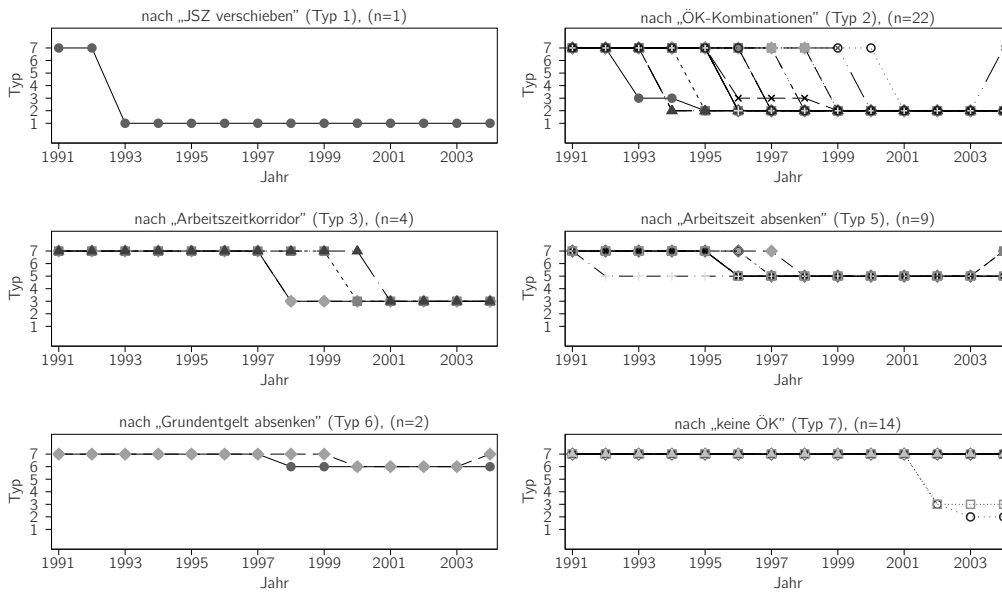 nach „JSZ verschieben" (Typ 1), (n=1)
Typ
7
6
5
4
3
2
1
1991 1993 1995 1997 1999 2001 2003
Jahr
nach „ÖK-Kombinationen" (Typ 2), (n=22)
Typ
7
6
5
4
3
2
1
1991 1993 1995 1997 1999 2001 2003
Jahr
nach „Arbeitszeitkorridor" (Typ 3), (n=4)
Typ
7
6
5
4
3
2
1
1991 1993 1995 1997 1999 2001 2003
Jahr
nach „Arbeitszeit absenken" (Typ 5), (n=9)
Typ
7
6
5
4
3
2
1
1991 1993 1995 1997 1999 2001 2003
Jahr
nach „Grundentgelt absenken" (Typ 6), (n=2)
Typ
7
6
5
4
3
2
1
1991 1993 1995 1997 1999 2001 2003
Jahr
nach „keine ÖK" (Typ 7), (n=14)
Typ
7
6
5
4
3
2
1
1991 1993 1995 1997 1999 2001 2003
Jahr